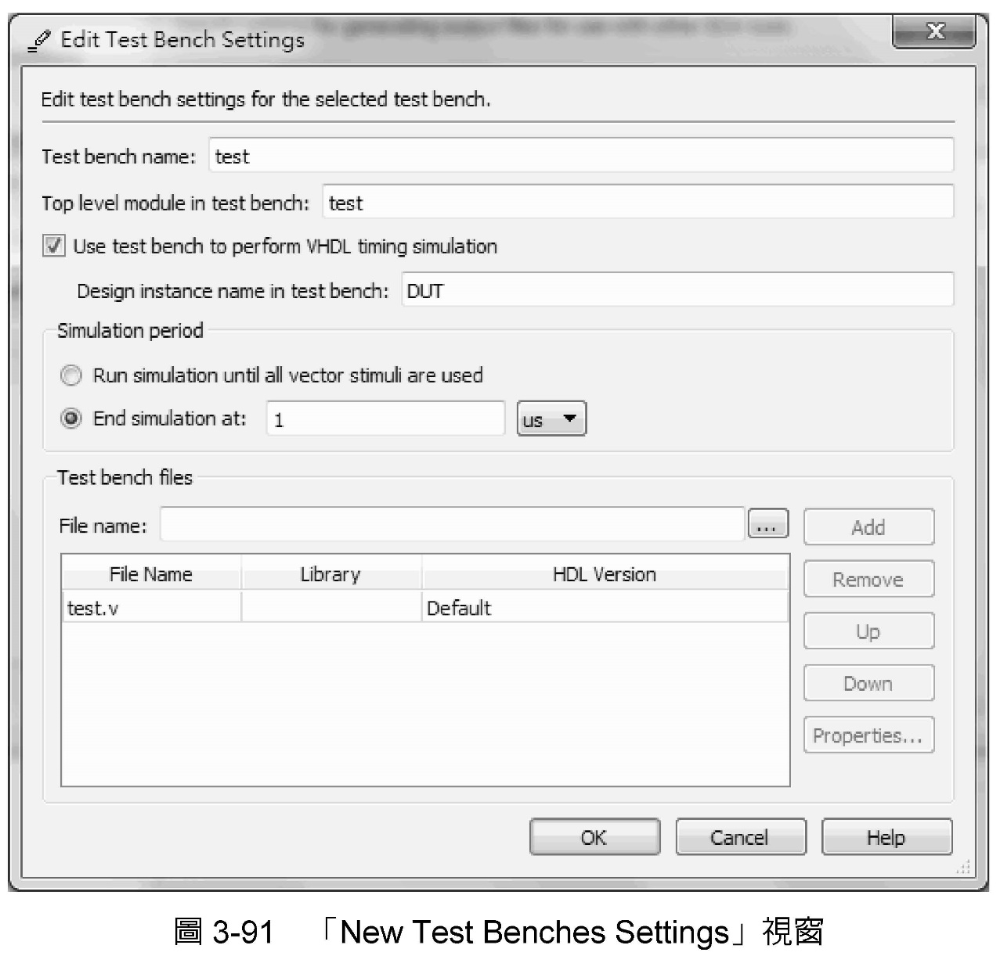 Edit Test Bench Settings
Edit test bench settings for the selected test bench.
Test bench name: test
Top level module in test bench: test
Use test bench to perform VHDL timing simulation
Design instance name in test bench: DUT
Simulation period
Run simulation until all vector stimuli are used
End simulation at: 1 us
Test bench files
File name: ... Add
File Name Library HDL Version
test.v Default
Remove
Up
Down
Properties...
OK Cancel Help
圖 3-91 「New Test Benches Settings」視窗